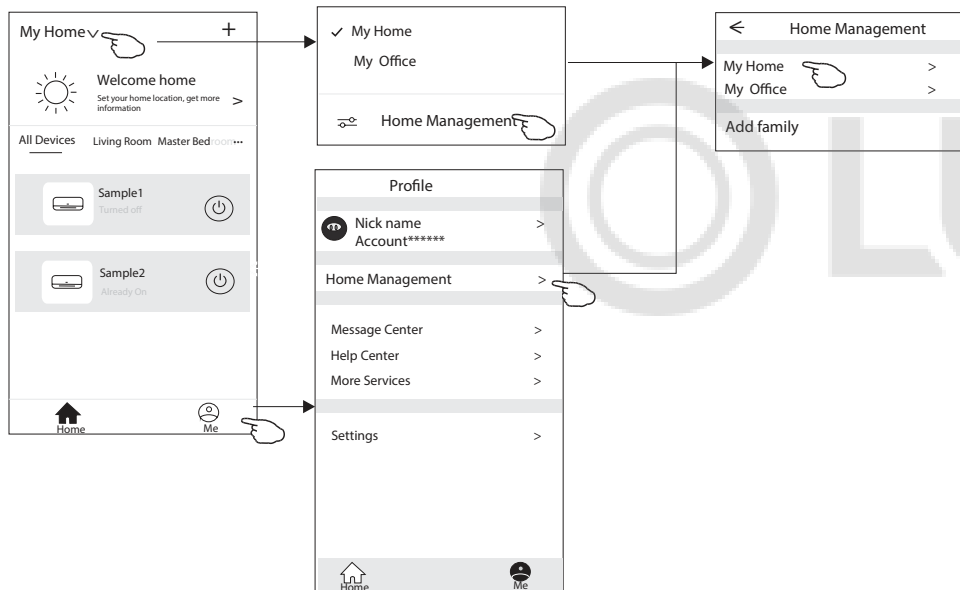 My Home
+
Welcome home
Set your home location, get more
information
>
All Devices Living Room Master Bedroom•••
Sample1
Turned off
Sample2
Already On
Home
Me
✓ My Home
My Office
Home Management
Profile
Nick name >
Account******
Home Management >
Message Center >
Help Center >
More Services >
Settings >
Home
Me
Home Management
My Home >
My Office >
Add family